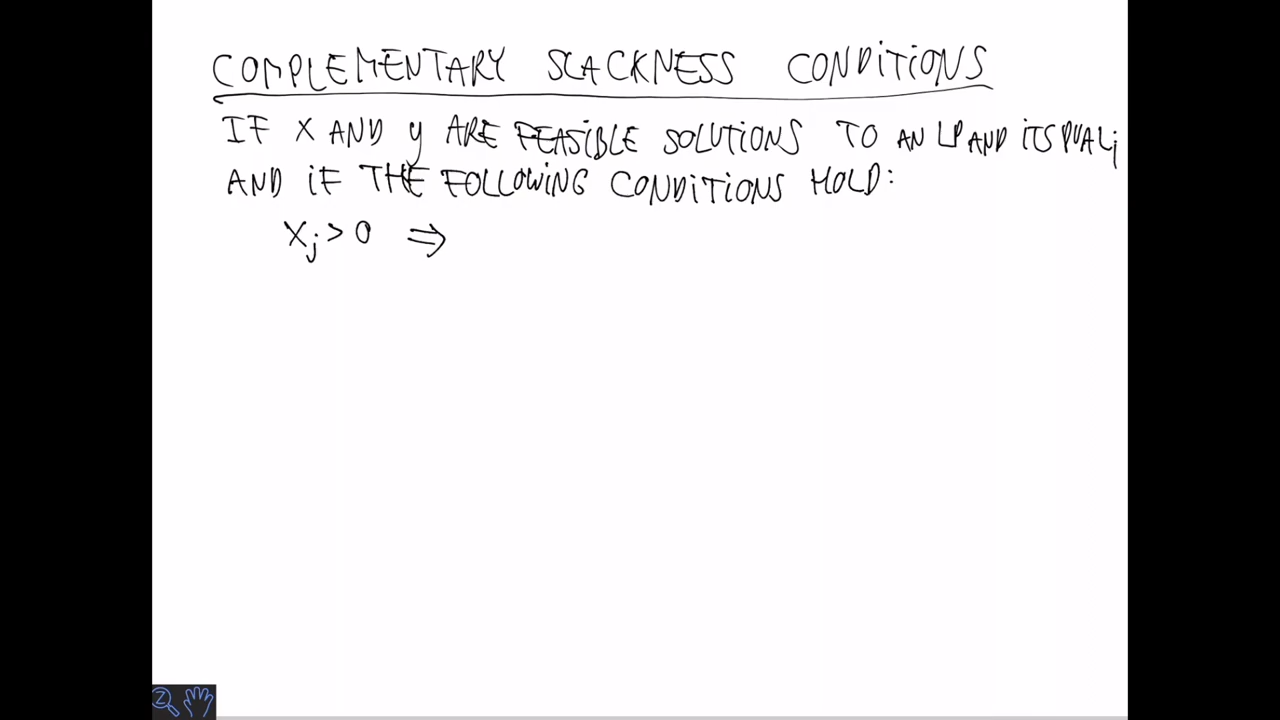 COMPLEMENTARY SLACKNESS CONDITIONS
IF X AND y ARE FEASIBLE SOLUTIONS TO AN LP AND ITS DUAL;
AND IF THE FOLLOWING CONDITIONS HOLD:
Xj > 0 ⇒